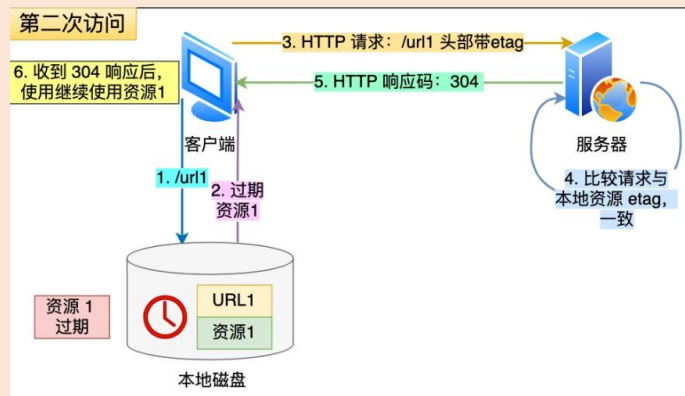 第二次访问
3. HTTP 请求：/url1 头部带etag
6. 收到 304 响应后，
使用继续使用资源1
5. HTTP 响应码：304
客户端
服务器
1. /url1
2. 过期
资源1
4. 比较请求与
本地资源 etag，
一致
资源 1
过期
URL1
资源1
本地磁盘